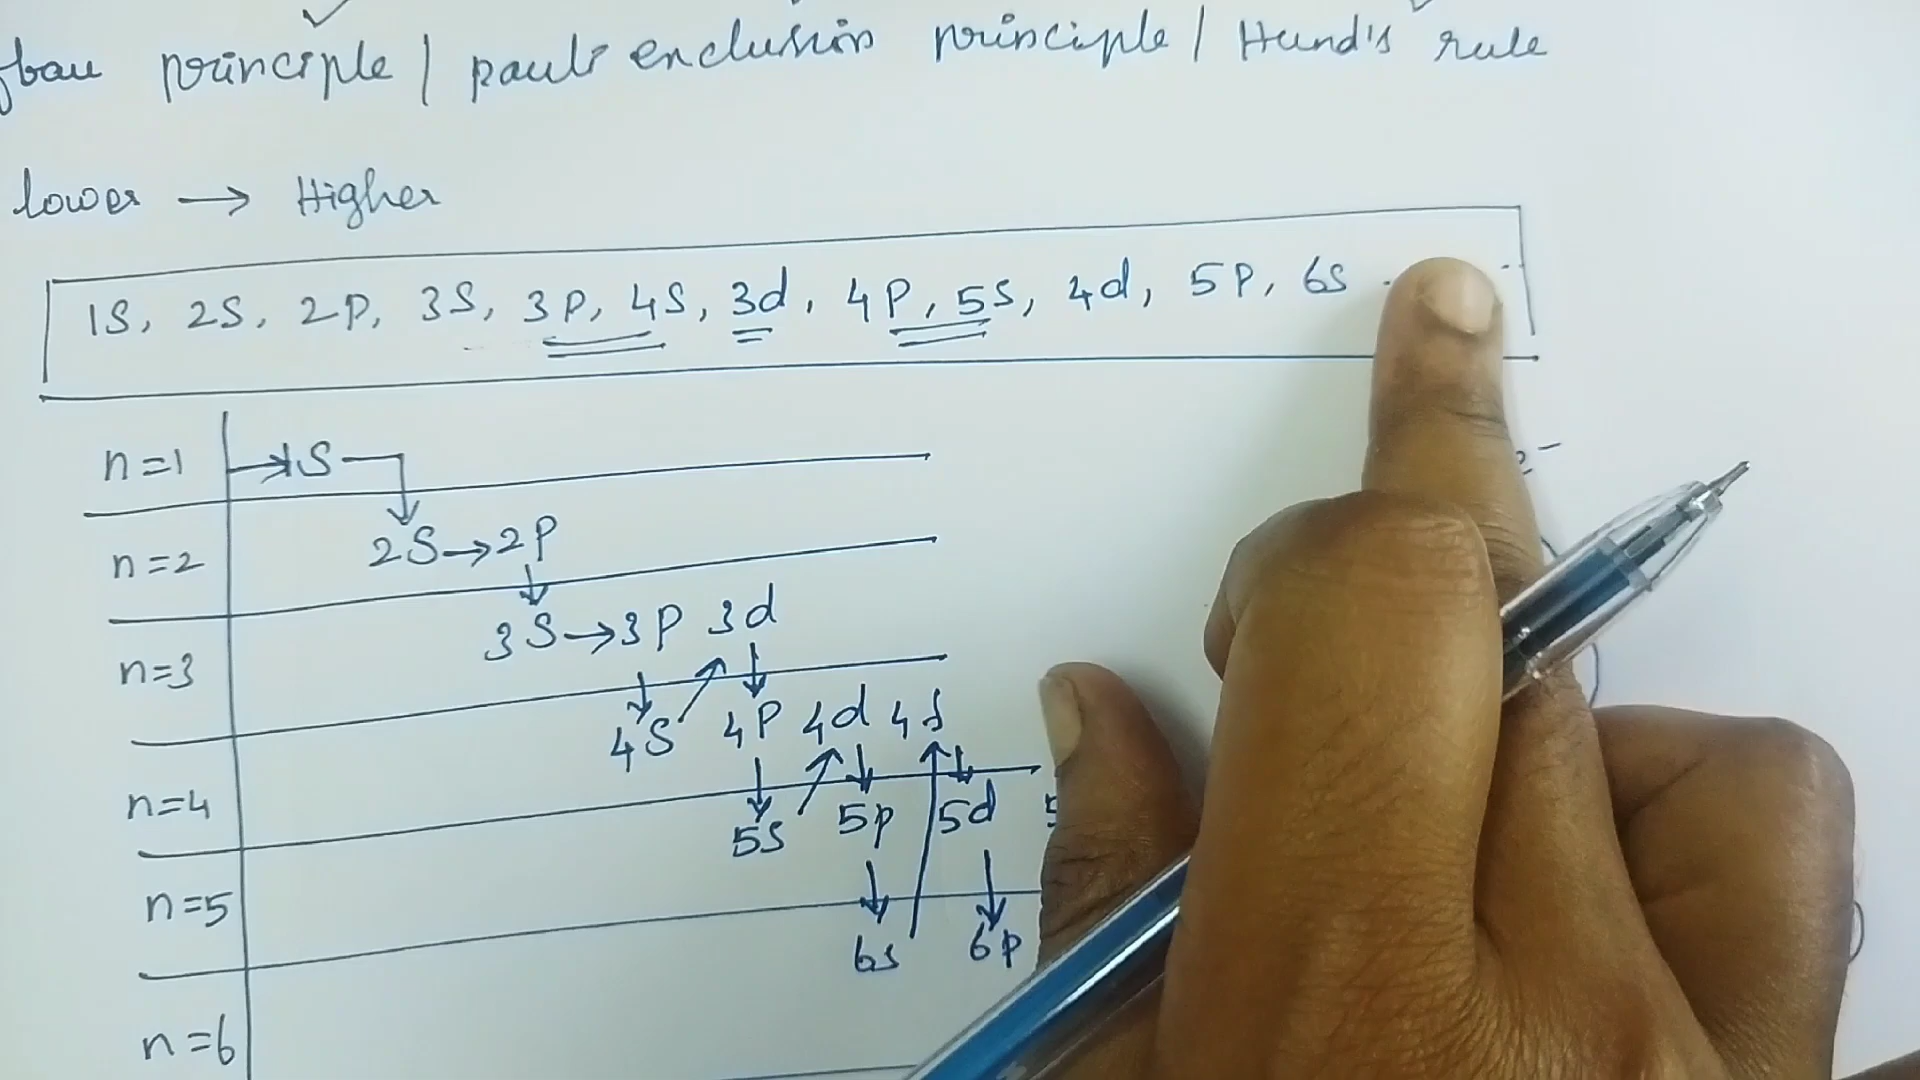 bau principle / pauli exclusion principle / Hund's rule
lower → Higher
1S, 2S, 2P, 3S, 3P, 4S, 3d, 4P, 5S, 4d, 5P, 6S
n=1 → 1S
n=2 2S → 2P
n=3 3S → 3P 3d
4S 4P 4d 4f
n=4
5s 5p 5d 5
n=5
6s 6p
n=6
e-